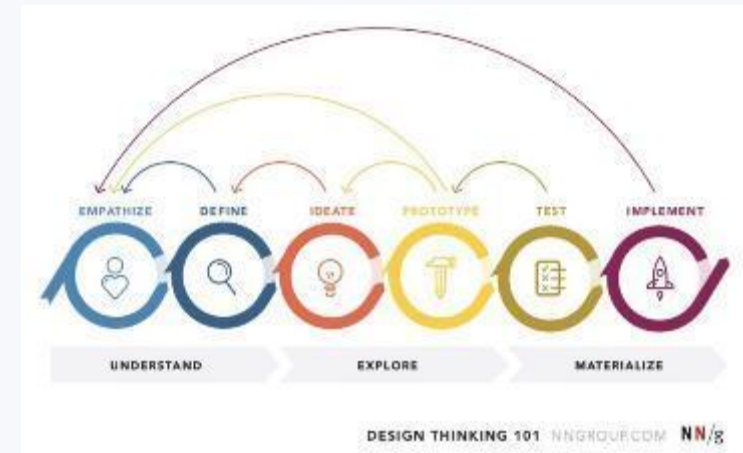 EMPATHIZE DEFINE IDEATE PROTOTYPE TEST IMPLEMENT
UNDERSTAND EXPLORE MATERIALIZE
DESIGN THINKING 101 NNGROUP.COM NN/g